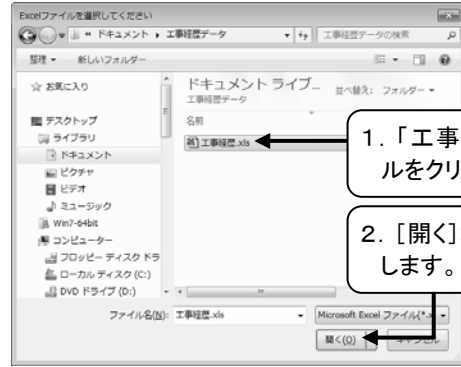 Excelファイルを選択してください
« ドキュメント ▸ 工事経歴データ
工事経歴データの検索
整理 ▼ 新しいフォルダー
お気に入り
デスクトップ
ライブラリ
ドキュメント
ピクチャ
ビデオ
ミュージック
Win7-64bit
コンピューター
フロッピー ディスク ドラ
ローカル ディスク (C:)
DVD ドライブ (D:)
ドキュメント ライブ...
工事経歴データ
並べ替え: フォルダー ▼
名前
工事経歴.xls
1.「工事
ルをクリ
2.[開く]
します。
ファイル名(N): 工事経歴.xls
Microsoft Excel ファイル(*.x
開く(O)